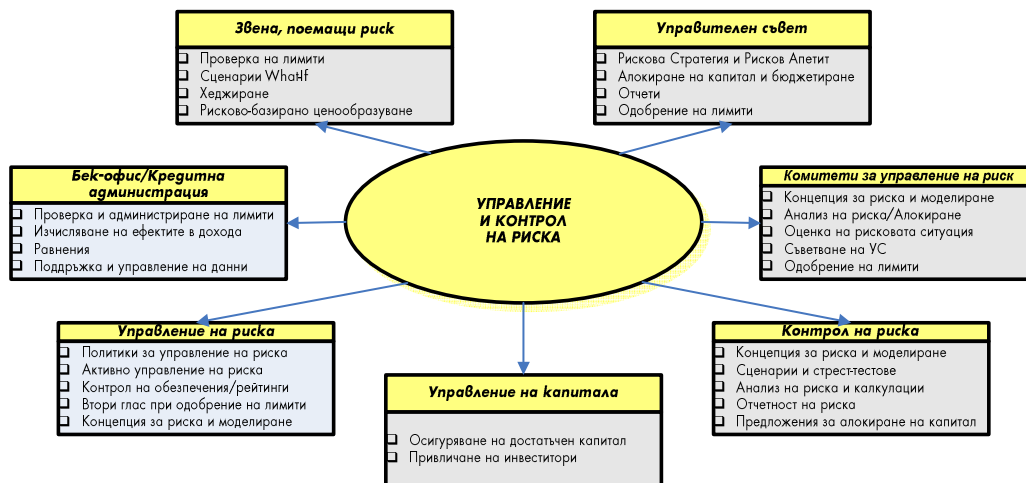 Звена, поемащи риск
❑ Проверка на лимити
❑ Сценарии What-If
❑ Хеджиране
❑ Рисково-базирано ценообразуване
Управителен съвет
❑ Рискова Стратегия и Рисков Апетит
❑ Алокиране на капитал и бюджетиране
❑ Отчети
❑ Одобрение на лимити
Бек-офис/Кредитна
администрация
❑ Проверка и администриране на лимити
❑ Изчисляване на ефектите в дохода
❑ Равнения
❑ Поддръжка и управление на данни
УПРАВЛЕНИЕ
И КОНТРОЛ
НА РИСКА
Комитети за управление на риск
❑ Концепция за риска и моделиране
❑ Анализ на риска/Алокиране
❑ Оценка на рисковата ситуация
❑ Съветване на УС
❑ Одобрение на лимити
Управление на риска
❑ Политики за управление на риска
❑ Активно управление на риска
❑ Контрол на обезпечения/рейтинги
❑ Втори глас при одобрение на лимити
❑ Концепция за риска и моделиране
Управление на капитала
❑ Осигуряване на достатъчен капитал
❑ Привличане на инвеститори
Контрол на риска
❑ Концепция за риска и моделиране
❑ Сценарии и стрест-тестове
❑ Анализ на риска и калкулации
❑ Отчетност на риска
❑ Предложения за алокиране на капитал